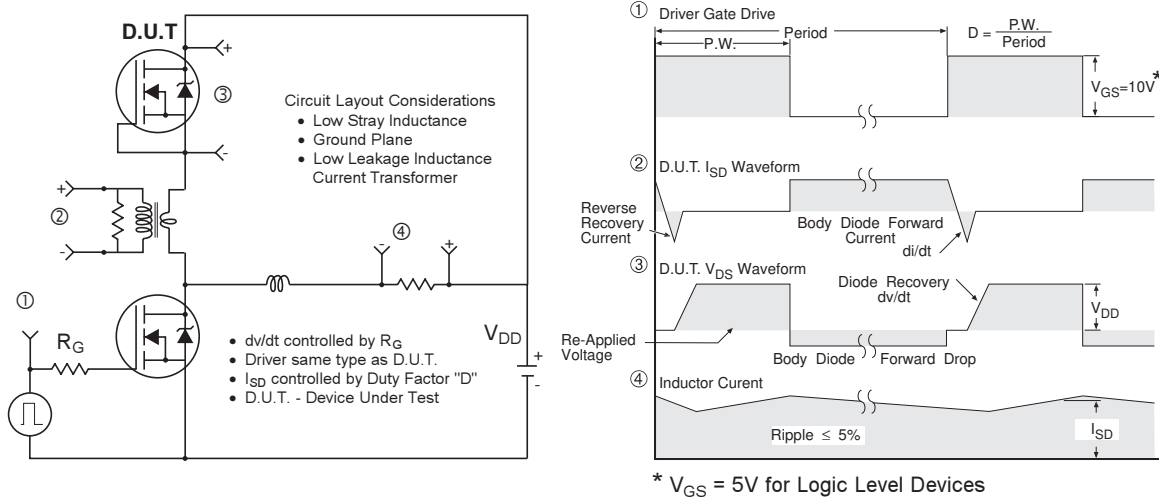 D.U.T
+
③
-
Circuit Layout Considerations
• Low Stray Inductance
• Ground Plane
• Low Leakage Inductance
Current Transformer
+
②
-
④
-
+
①
R_G
• dv/dt controlled by R_G
• Driver same type as D.U.T.
• I_SD controlled by Duty Factor "D"
• D.U.T. - Device Under Test
V_DD
+
-
① Driver Gate Drive
P.W.
Period
D = P.W. / Period
V_GS=10V*
② D.U.T. I_SD Waveform
Reverse
Recovery
Current
Body Diode Forward
Current
di/dt
③ D.U.T. V_DS Waveform
Diode Recovery
dv/dt
V_DD
Re-Applied
Voltage
Body Diode Forward Drop
④ Inductor Curent
Ripple ≤ 5%
I_SD
* V_GS = 5V for Logic Level Devices